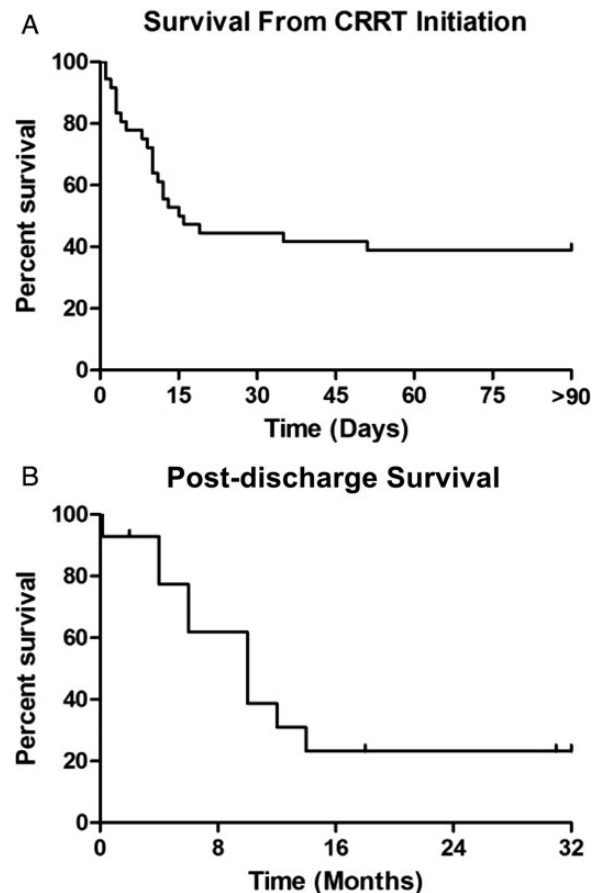 A
Survival From CRRT Initiation
Percent survival
100
80
60
40
20
0
0 15 30 45 60 75 >90
Time (Days)
B
Post-discharge Survival
Percent survival
100
80
60
40
20
0
0 8 16 24 32
Time (Months)